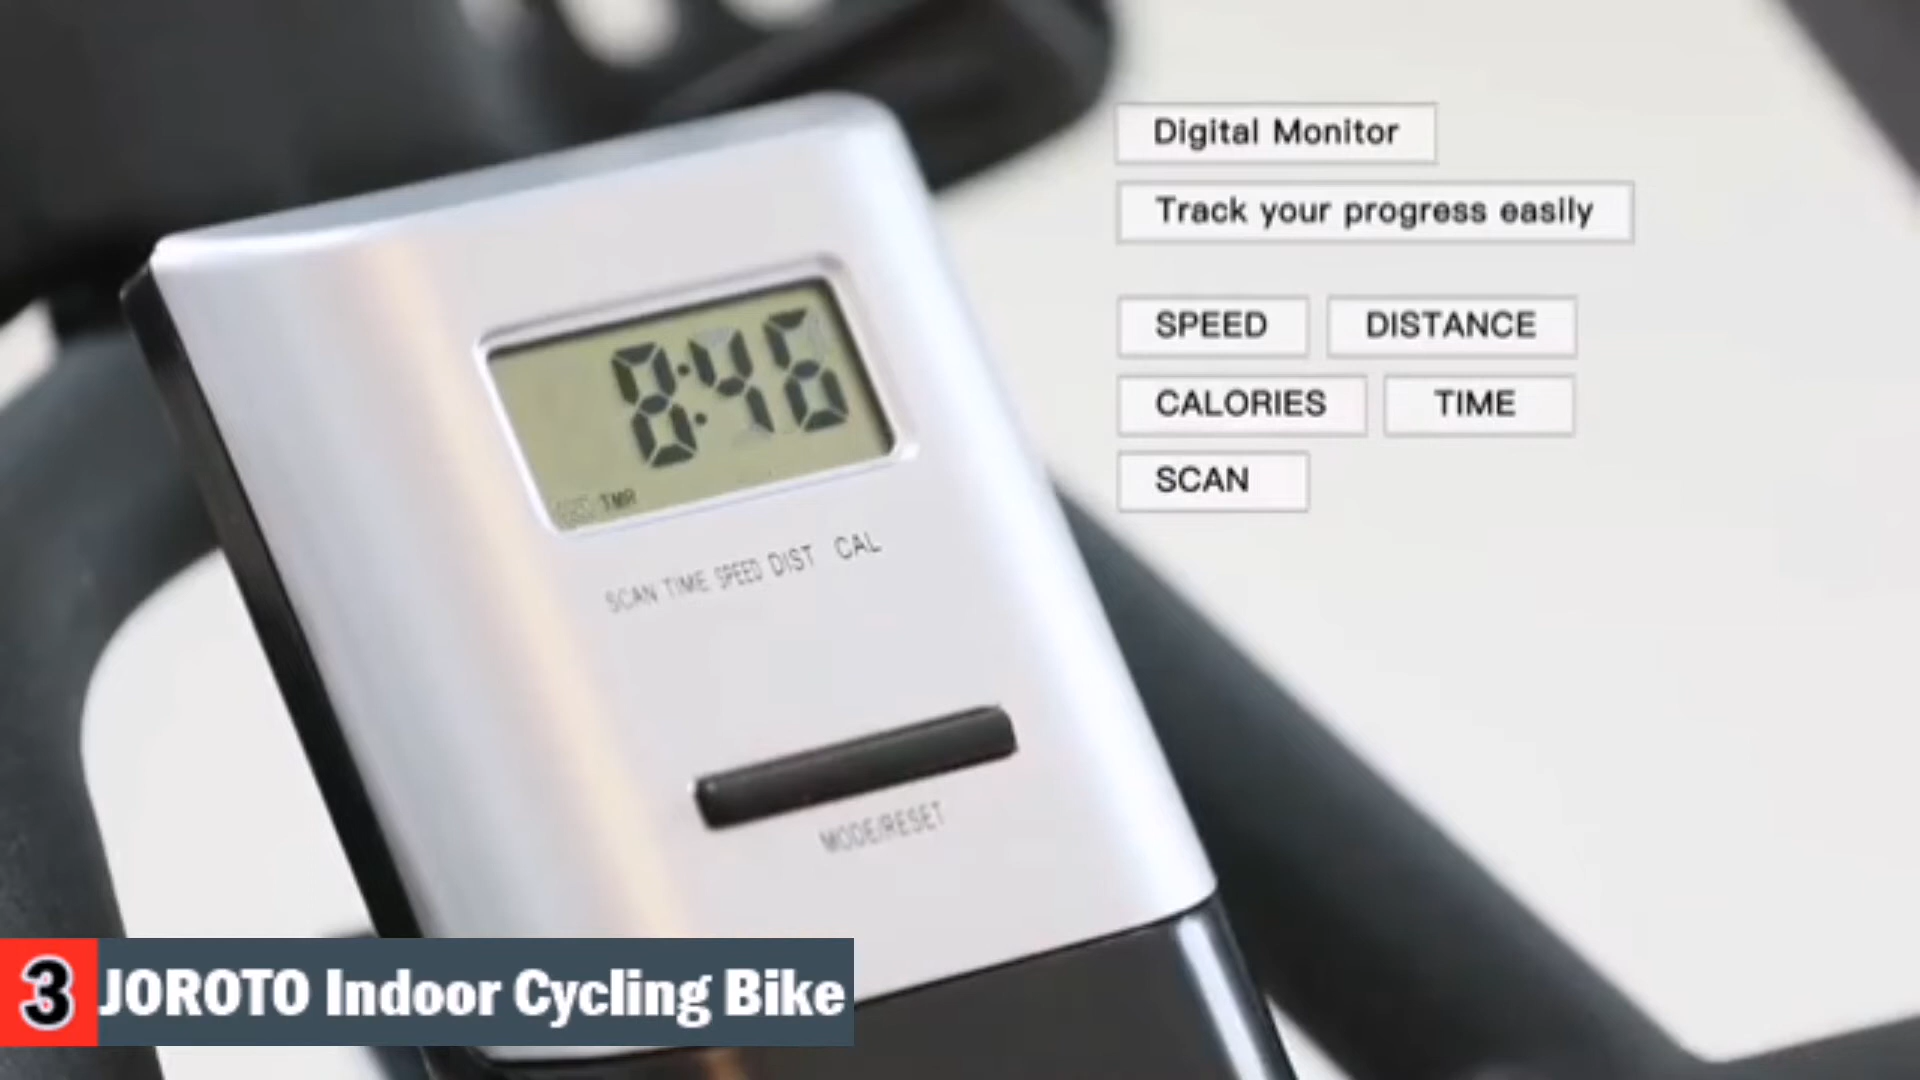 Digital Monitor
Track your progress easily
SPEED DISTANCE
CALORIES TIME
SCAN
8:46
TMR
SCAN TIME SPEED DIST CAL
MODE/RESET
3 JOROTO Indoor Cycling Bike